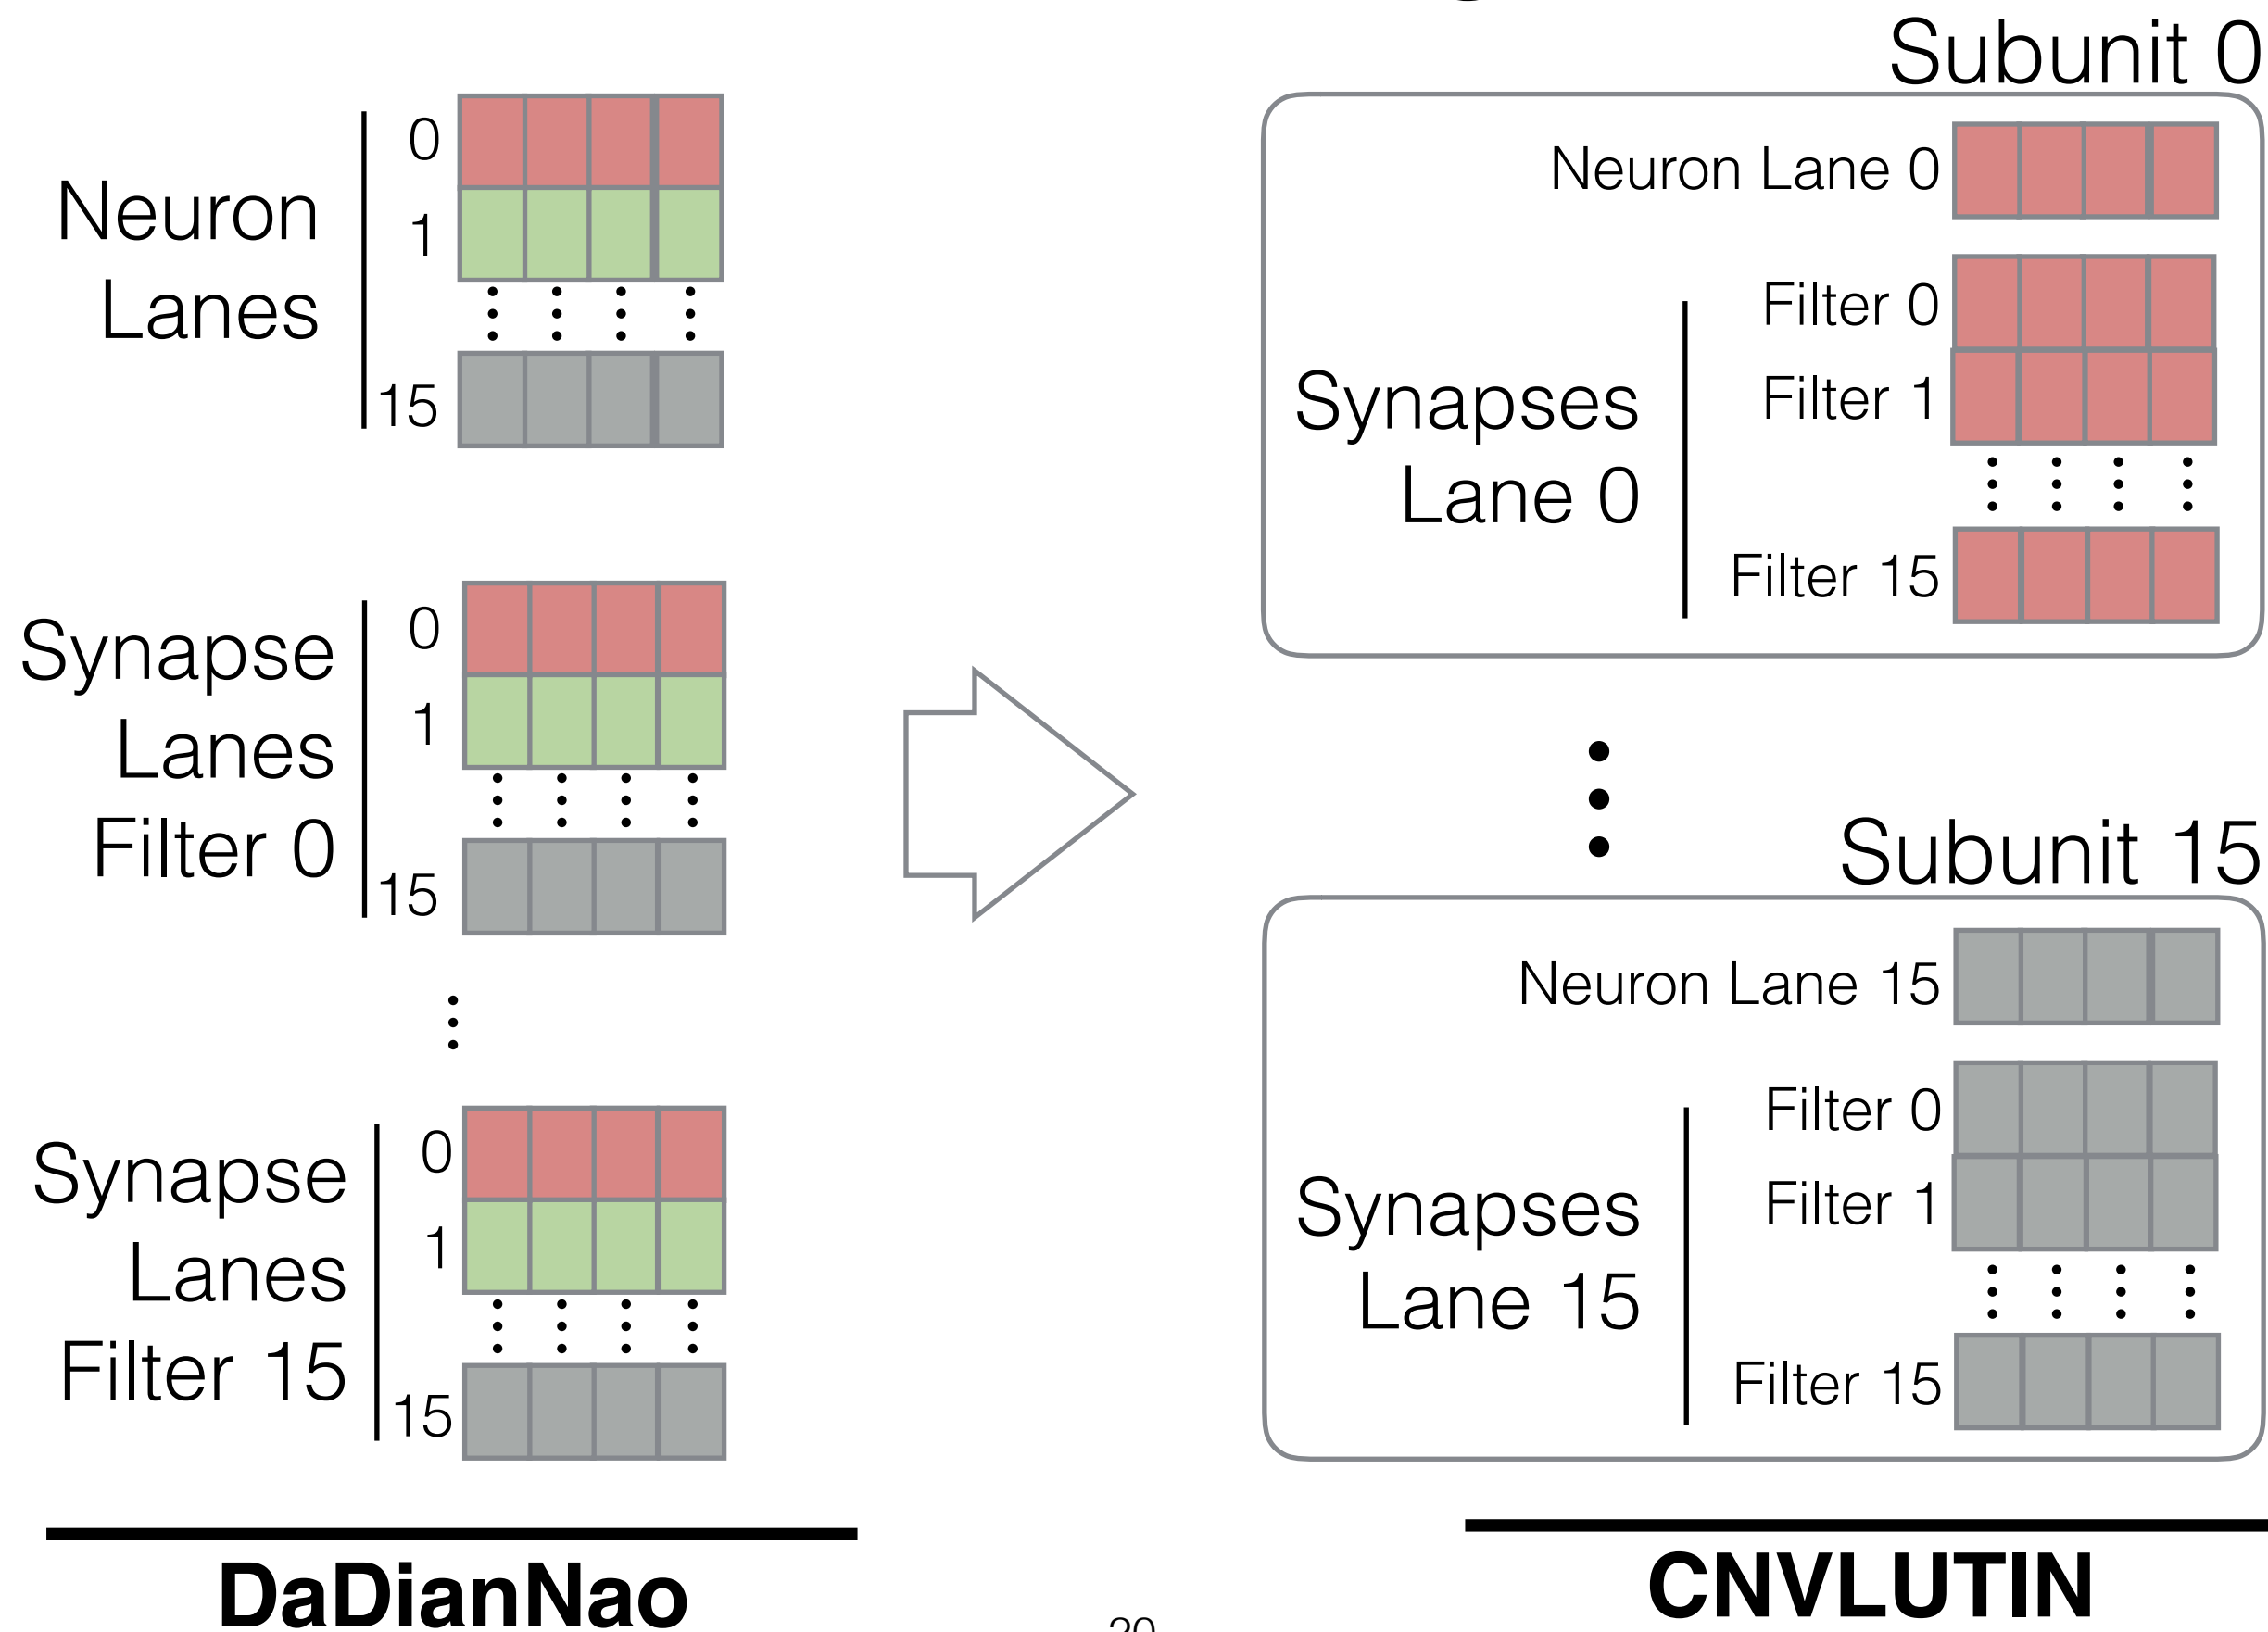 0
Neuron
1
Lanes
15
Synapse
0
Lanes
1
Filter 0
15
Synapse
0
Lanes
1
Filter 15
15
DaDianNao
Subunit 0
Neuron Lane 0
Filter 0
Synapses
Filter 1
Lane 0
Filter 15
Subunit 15
Neuron Lane 15
Filter 0
Synapses
Filter 1
Lane 15
Filter 15
CNVLUTIN
20